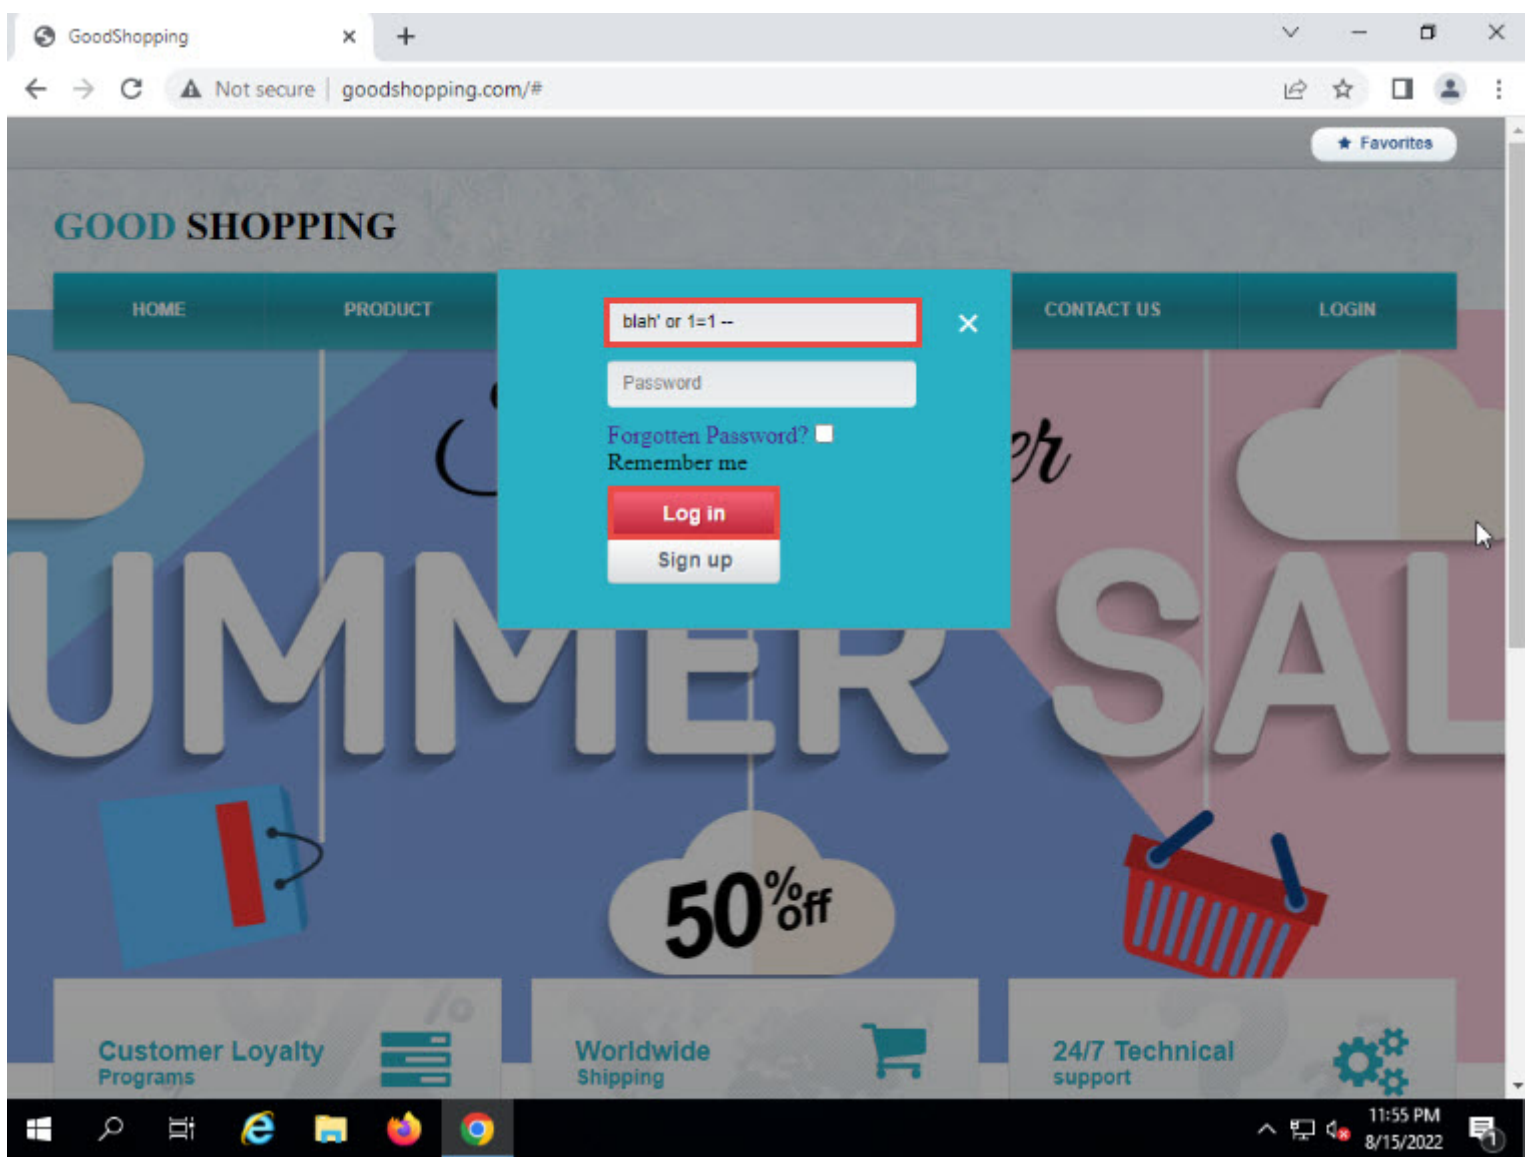 GoodShopping
Not secure | goodshopping.com/#
Favorites
GOOD SHOPPING
HOME PRODUCT CONTACT US LOGIN
blah' or 1=1 --
Password
Forgotten Password?
Remember me
Log in
Sign up
UMMER SAL
50% off
Customer Loyalty
Programs
Worldwide
Shipping
24/7 Technical
support
11:55 PM
8/15/2022
1